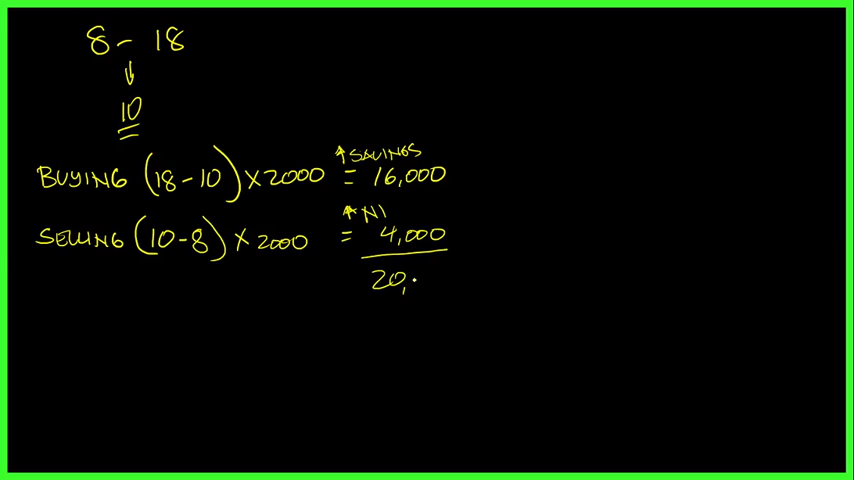 8 - 18
↓
10
↑ SAVINGS
BUYING (18 - 10) × 2000 = 16,000
↑ NI
SELLING (10 - 8) × 2000 = 4,000
20,